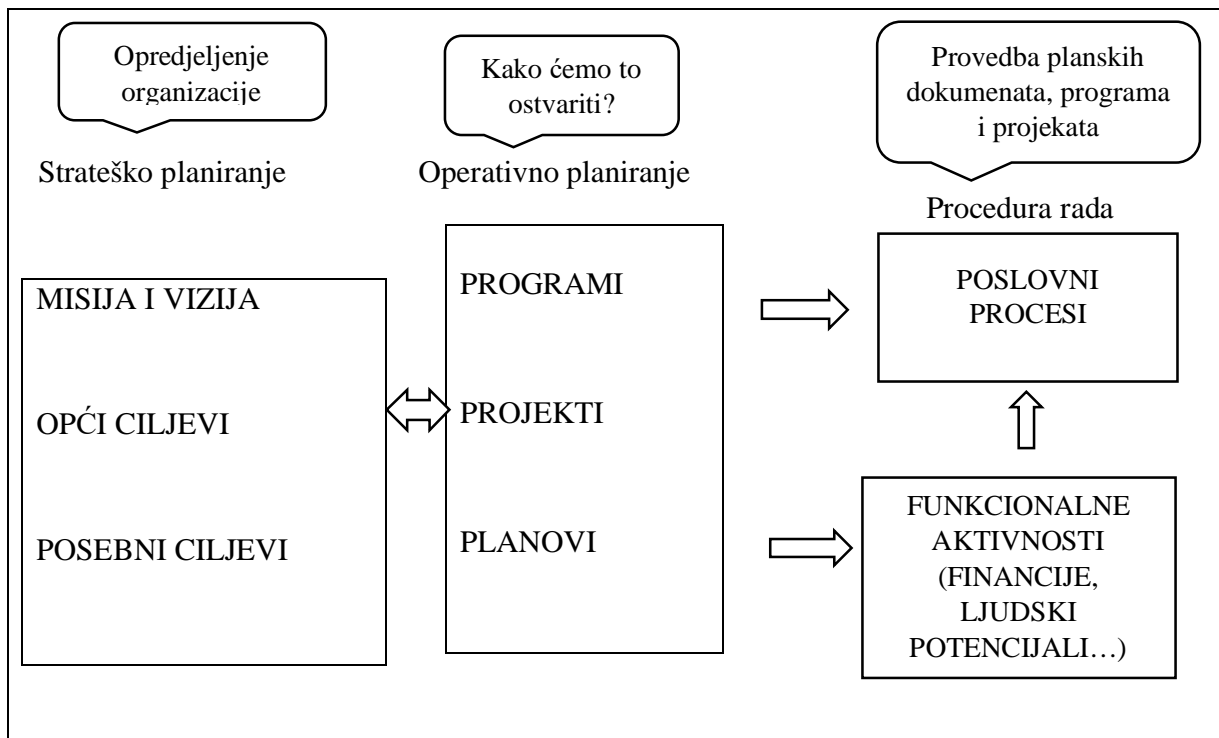 Opredjeljenje
organizacije
Strateško planiranje
MISIJA I VIZIJA
OPĆI CILJEVI
POSEBNI CILJEVI
Kako ćemo to
ostvariti?
Operativno planiranje
PROGRAMI
PROJEKTI
PLANOVI
Provedba planskih
dokumenata, programa
i projekata
Procedura rada
POSLOVNI
PROCESI
FUNKCIONALNE
AKTIVNOSTI
(FINANCIJE,
LJUDSKI
POTENCIJALI…)